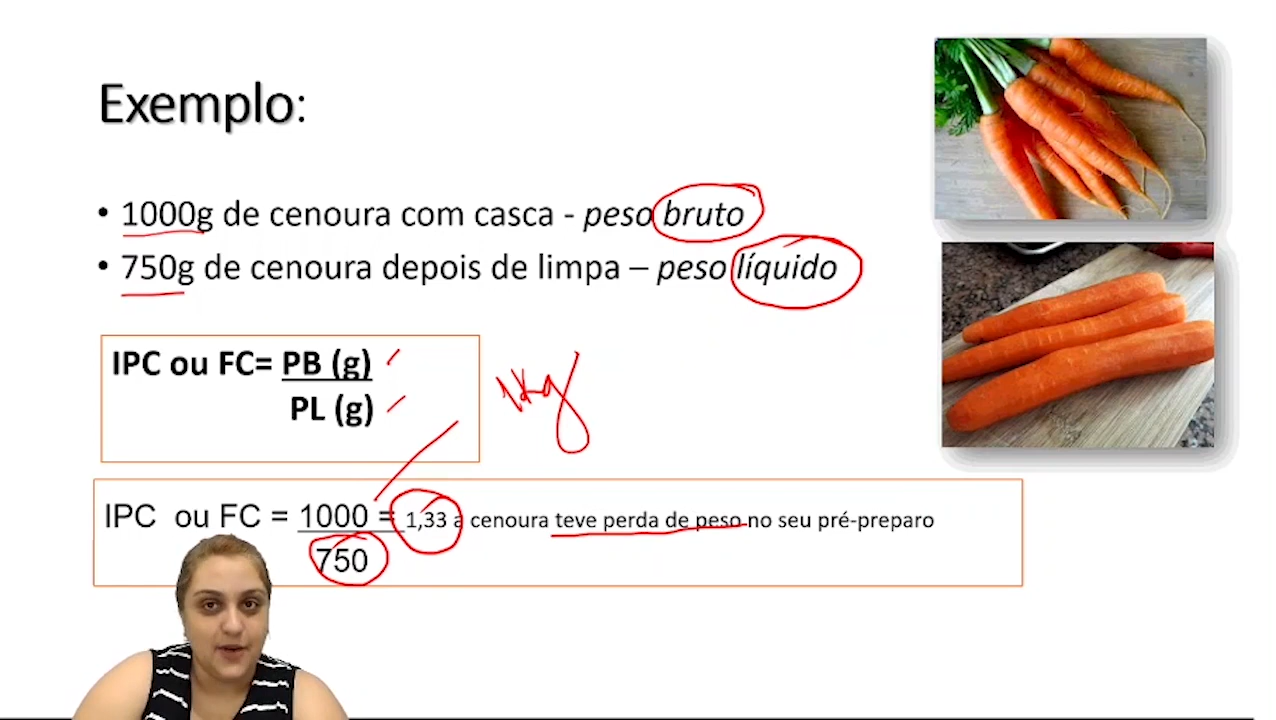 Exemplo:
• 1000g de cenoura com casca - peso bruto
• 750g de cenoura depois de limpa – peso líquido
IPC ou FC= PB (g)
PL (g)
1kg
IPC ou FC = 1000 = 1,33 a cenoura teve perda de peso no seu pré-preparo
750